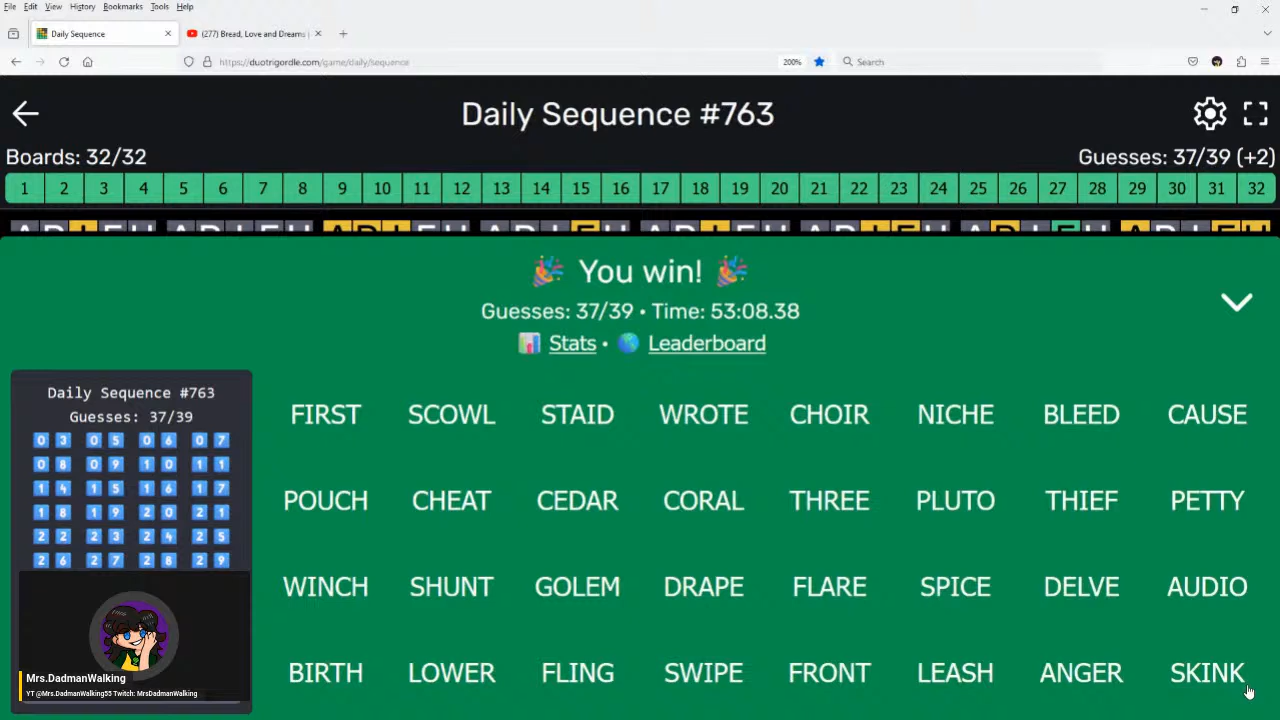 File Edit View History Bookmarks Tools Help
Daily Sequence
(277) Bread, Love and Dreams
https://duotrigordle.com/game/daily/sequence
200%
Search
Daily Sequence #763
Boards: 32/32
Guesses: 37/39 (+2)
1 2 3 4 5 6 7 8 9 10 11 12 13 14 15 16 17 18 19 20 21 22 23 24 25 26 27 28 29 30 31 32
🎉 You win! 🎉
Guesses: 37/39 • Time: 53:08.38
📊 Stats • 🌎 Leaderboard
Daily Sequence #763
Guesses: 37/39
03 05 06 07
08 09 10 11
14 15 16 17
18 19 20 21
22 23 24 25
26 27 28 29
FIRST SCOWL STAID WROTE CHOIR NICHE BLEED CAUSE
POUCH CHEAT CEDAR CORAL THREE PLUTO THIEF PETTY
WINCH SHUNT GOLEM DRAPE FLARE SPICE DELVE AUDIO
BIRTH LOWER FLING SWIPE FRONT LEASH ANGER SKINK
Mrs.DadmanWalking
YT @Mrs.DadmanWalking55 Twitch: MrsDadmanWalking